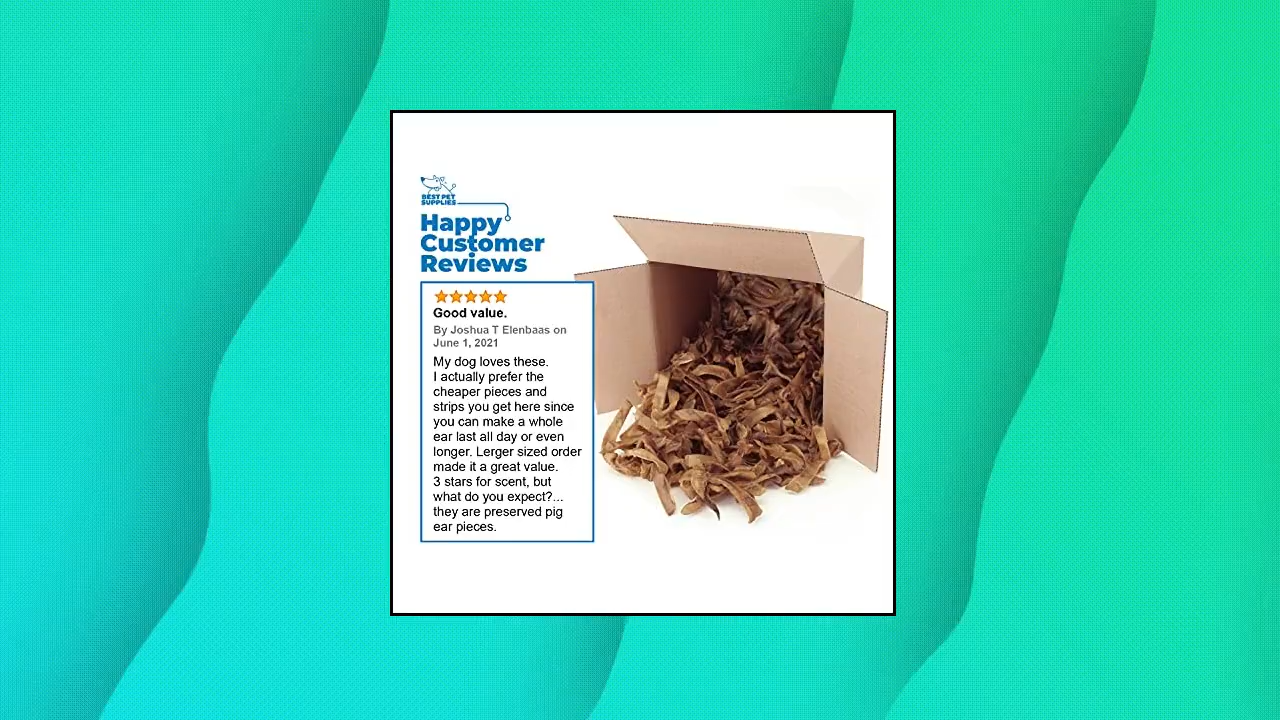 BEST PET
SUPPLIES
Happy
Customer
Reviews
Good value.
By Joshua T Elenbaas on
June 1, 2021
My dog loves these.
I actually prefer the
cheaper pieces and
strips you get here since
you can make a whole
ear last all day or even
longer. Lerger sized order
made it a great value.
3 stars for scent, but
what do you expect?...
they are preserved pig
ear pieces.